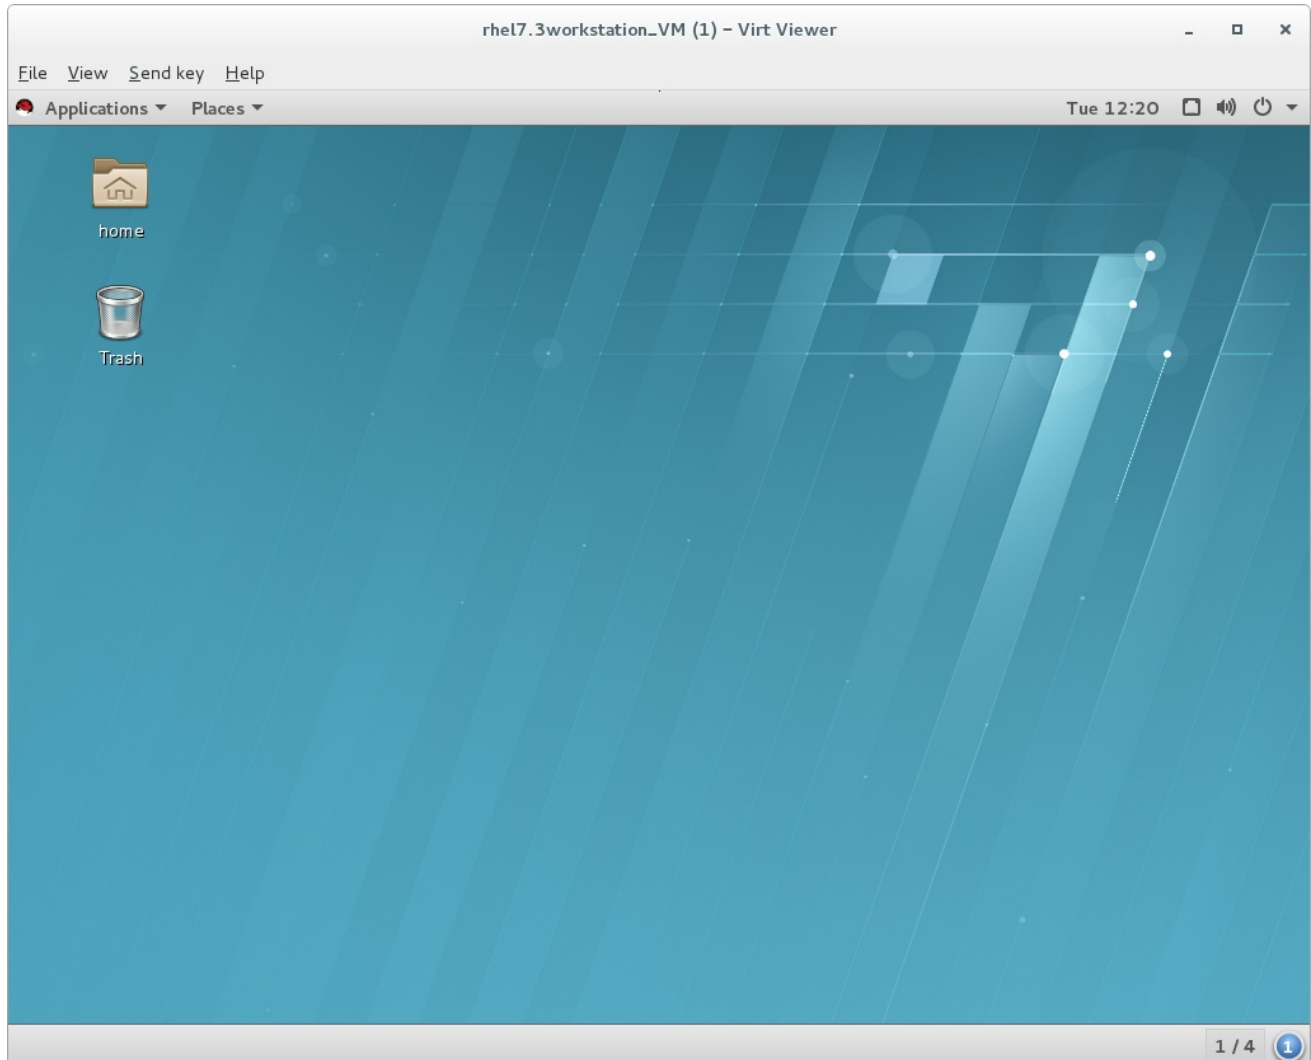 rhel7.3workstation_VM (1) – Virt Viewer
File View Send key Help
Applications Places Tue 12:20
home
Trash
1 / 4 1